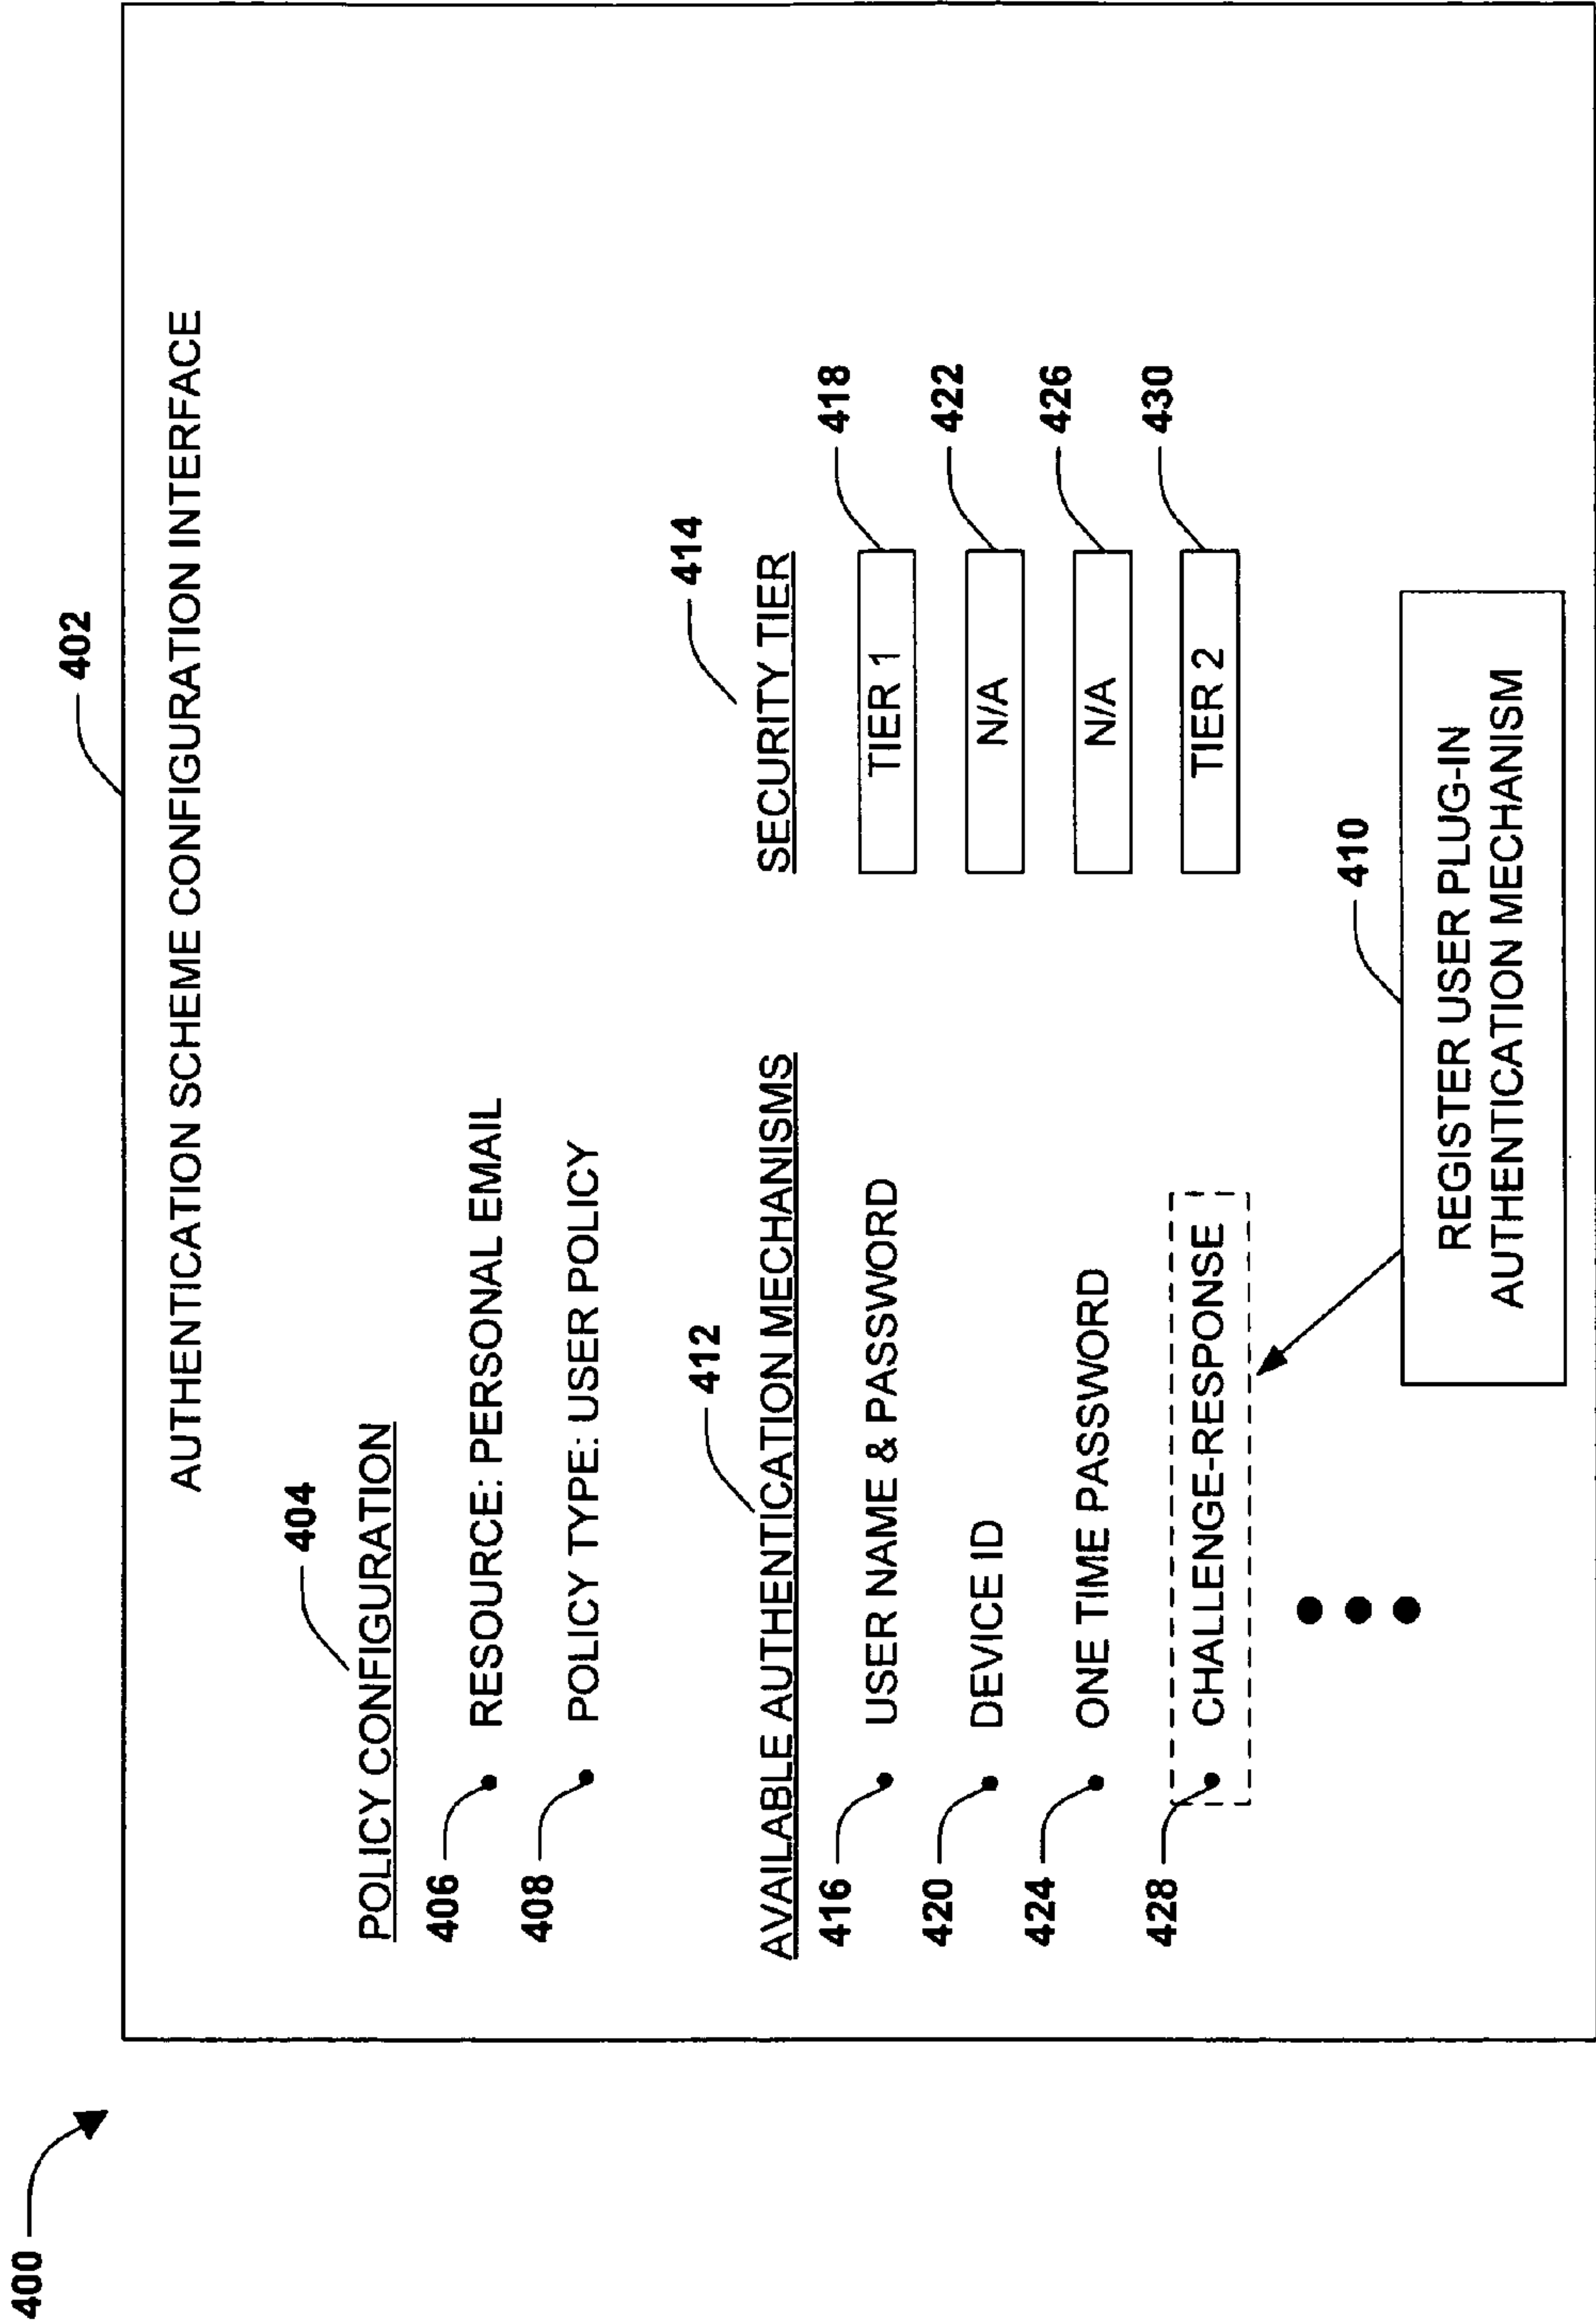 400
402
AUTHENTICATION SCHEME CONFIGURATION INTERFACE
404
POLICY CONFIGURATION
406
RESOURCE: PERSONAL EMAIL
408
POLICY TYPE: USER POLICY
412
AVAILABLE AUTHENTICATION MECHANISMS
414
SECURITY TIER
416
USER NAME & PASSWORD
TIER 1
418
420
DEVICE ID
N/A
422
424
ONE TIME PASSWORD
N/A
426
428
CHALLENGE-RESPONSE
TIER 2
430
410
REGISTER USER PLUG-IN
AUTHENTICATION MECHANISM